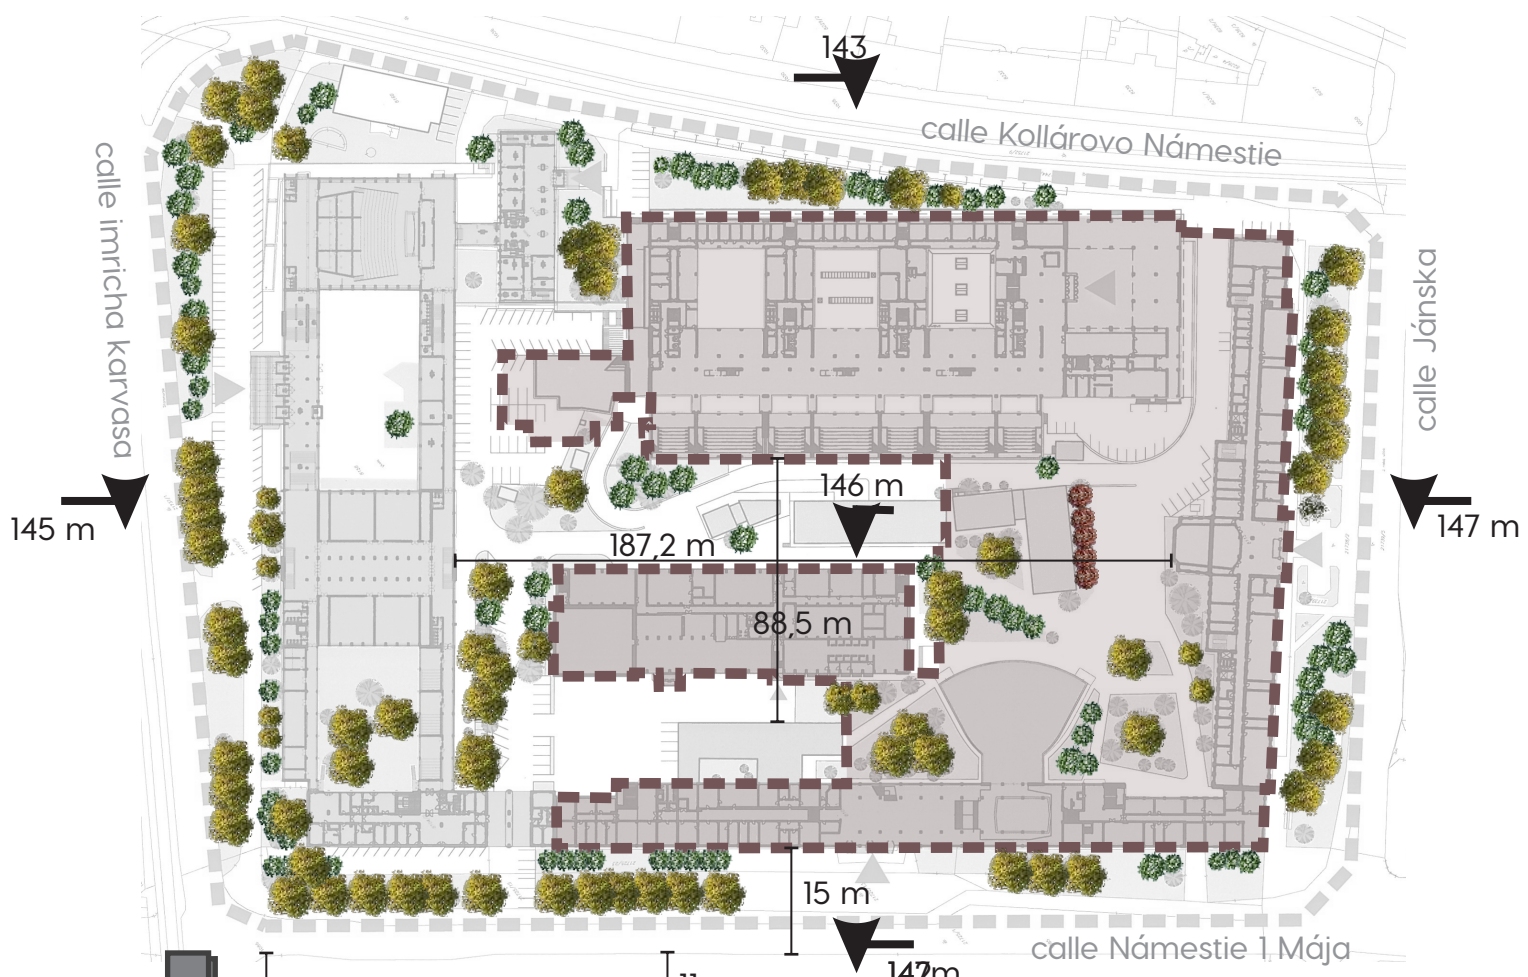 143
calle Kollárovo Námestie
calle imricha karvasa
calle Jánska
145 m
146 m
147 m
187,2 m
88,5 m
15 m
calle Námestie 1 Mája